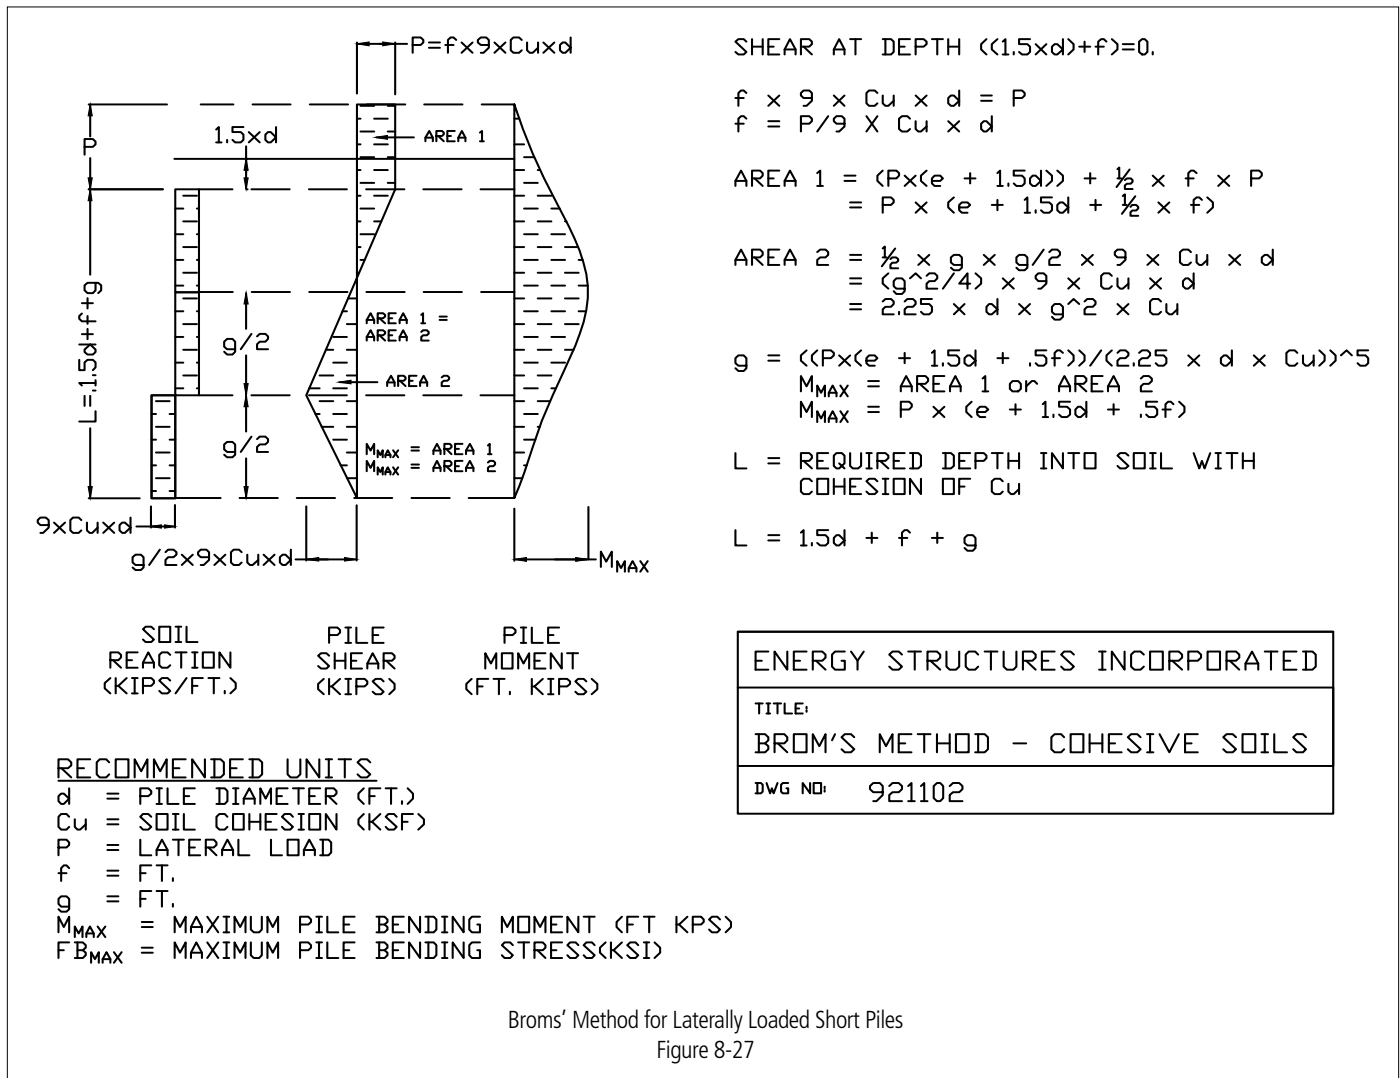 P=fx9xCuxd
P
1.5xd
AREA 1
L=1.5d+f+g
g/2
AREA 1 =
AREA 2
AREA 2
g/2
MMAX = AREA 1
MMAX = AREA 2
9xCuxd
g/2x9xCuxd
MMAX
SOIL
REACTION
(KIPS/FT.)
PILE
SHEAR
(KIPS)
PILE
MOMENT
(FT. KIPS)
SHEAR AT DEPTH ((1.5xd)+f)=0.
f x 9 x Cu x d = P
f = P/9 X Cu x d
AREA 1 = (Px(e + 1.5d)) + ½ x f x P
= P x (e + 1.5d + ½ x f)
AREA 2 = ½ x g x g/2 x 9 x Cu x d
= (g^2/4) x 9 x Cu x d
= 2.25 x d x g^2 x Cu
g = ((Px(e + 1.5d + .5f))/(2.25 x d x Cu))^5
MMAX = AREA 1 or AREA 2
MMAX = P x (e + 1.5d + .5f)
L = REQUIRED DEPTH INTO SOIL WITH
COHESION OF Cu
L = 1.5d + f + g
ENERGY STRUCTURES INCORPORATED
TITLE:
BROM'S METHOD - COHESIVE SOILS
DWG NO: 921102
RECOMMENDED UNITS
d = PILE DIAMETER (FT.)
Cu = SOIL COHESION (KSF)
P = LATERAL LOAD
f = FT.
g = FT.
MMAX = MAXIMUM PILE BENDING MOMENT (FT KPS)
FBMAX = MAXIMUM PILE BENDING STRESS(KSI)
Broms' Method for Laterally Loaded Short Piles
Figure 8-27